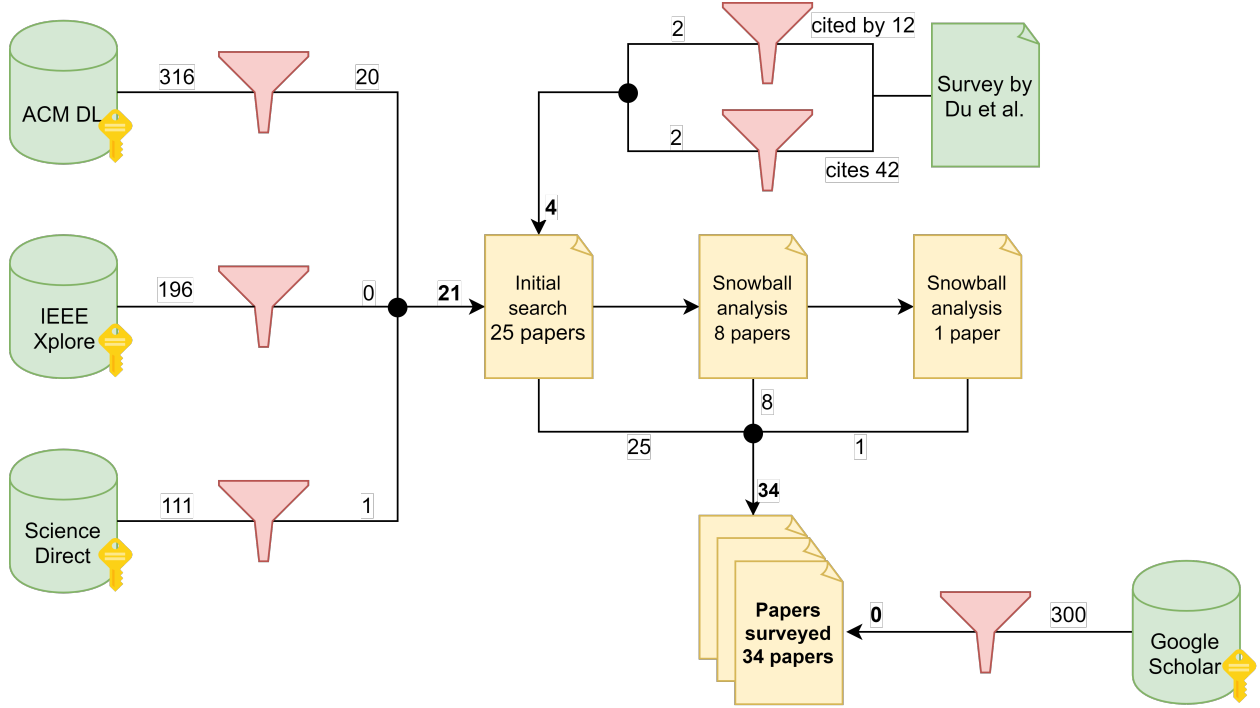 2
cited by 12
316
20
ACM DL
Survey by
Du et al.
2
cites 42
4
196
0
21
IEEE
Xplore
Initial
search
25 papers
Snowball
analysis
8 papers
Snowball
analysis
1 paper
8
25
1
111
1
34
Science
Direct
Papers
surveyed
34 papers
0
300
Google
Scholar